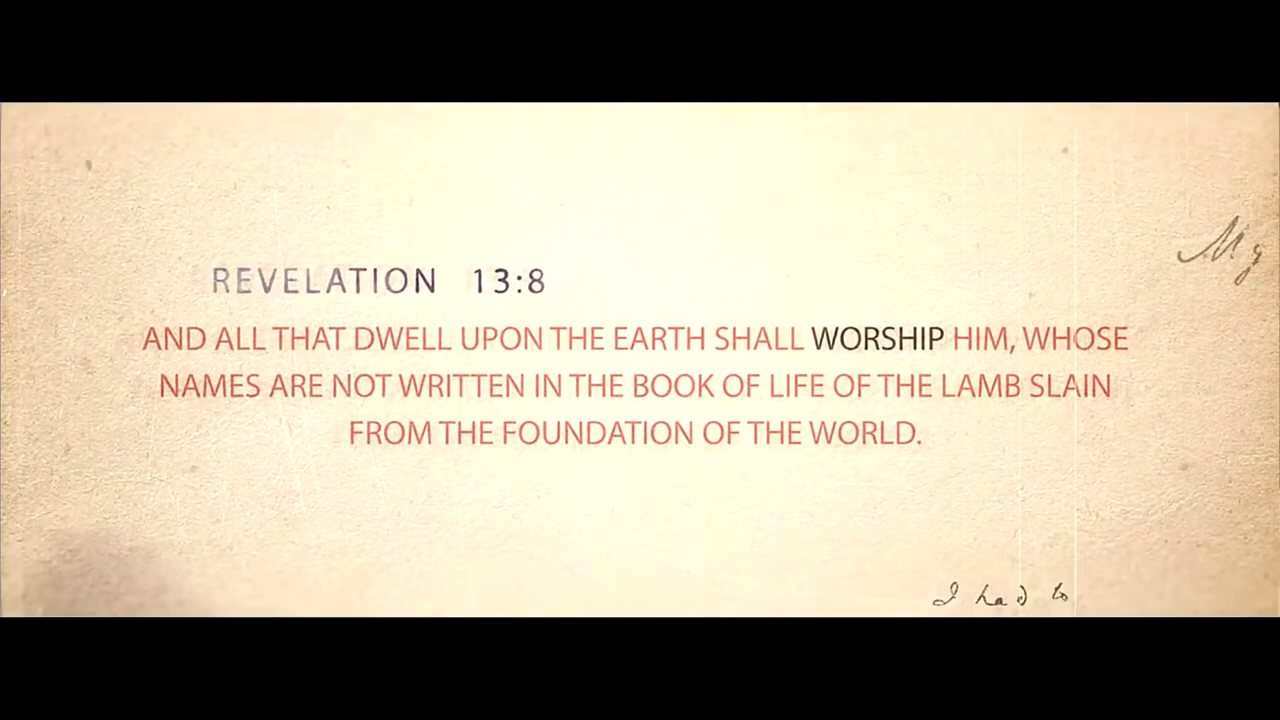 My
REVELATION 13:8
AND ALL THAT DWELL UPON THE EARTH SHALL WORSHIP HIM, WHOSE
NAMES ARE NOT WRITTEN IN THE BOOK OF LIFE OF THE LAMB SLAIN
FROM THE FOUNDATION OF THE WORLD.
I had to